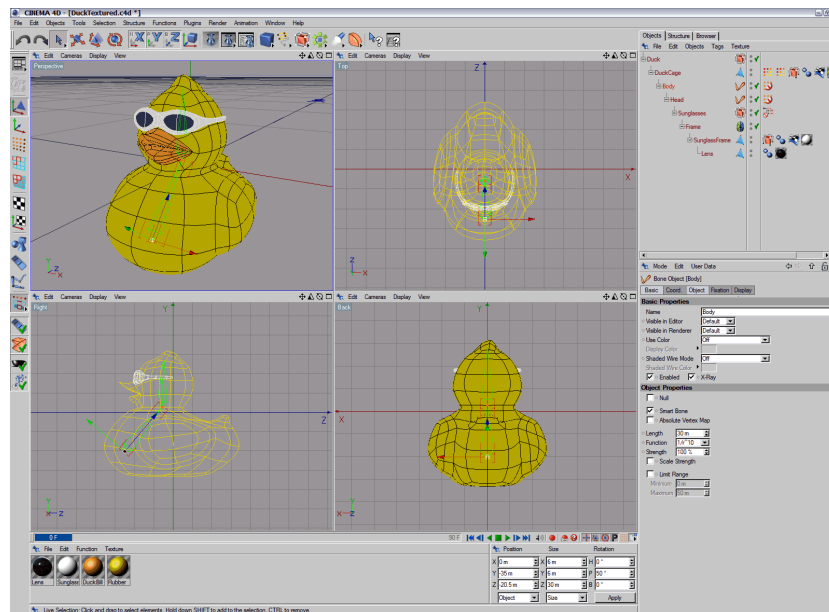 CINEMA 4D - [DuckTextured.c4d *]
File Edit Objects Tools Selection Structure Functions Plugins Render Animation Window Help
Edit Cameras Display View
Perspective
Z
Y
X
Edit Cameras Display View
Top
Z
X
Z
X
Edit Cameras Display View
Right
Y
Z
Y
Z
Edit Cameras Display View
Back
Y
X
Y
X
0 F
90 F
File Edit Function Texture
Lens Sunglass DuckBill Rubber
Position Size Rotation
X 0 m X 6 m H 0 °
Y -35 m Y 6 m P 50 °
Z -20.5 m Z 30 m B 0 °
Object Size Apply
Live Selection: Click and drag to select elements. Hold down SHIFT to add to the selection, CTRL to remove.
Objects Structure Browser
File Edit Objects Tags Texture
Duck
DuckCage
Body
Head
Sunglasses
Frame
SunglassFrame
Lens
Mode Edit User Data
Bone Object [Body]
Basic Coord. Object Fixation Display
Basic Properties
Name Body
Visible in Editor Default
Visible in Renderer Default
Use Color Off
Display Color
Shaded Wire Mode Off
Shaded Wire Color
Enabled X-Ray
Object Properties
Null
Smart Bone
Absolute Vertex Map
Length 30 m
Function 1/r^10
Strength 100 %
Scale Strength
Limit Range
Minimum 0 m
Maximum 50 m